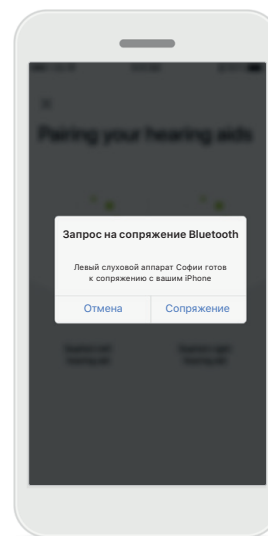 Pairing your hearing aids
Запрос на сопряжение Bluetooth
Левый слуховой аппарат Софии готов
к сопряжению с вашим iPhone
Отмена
Сопряжение